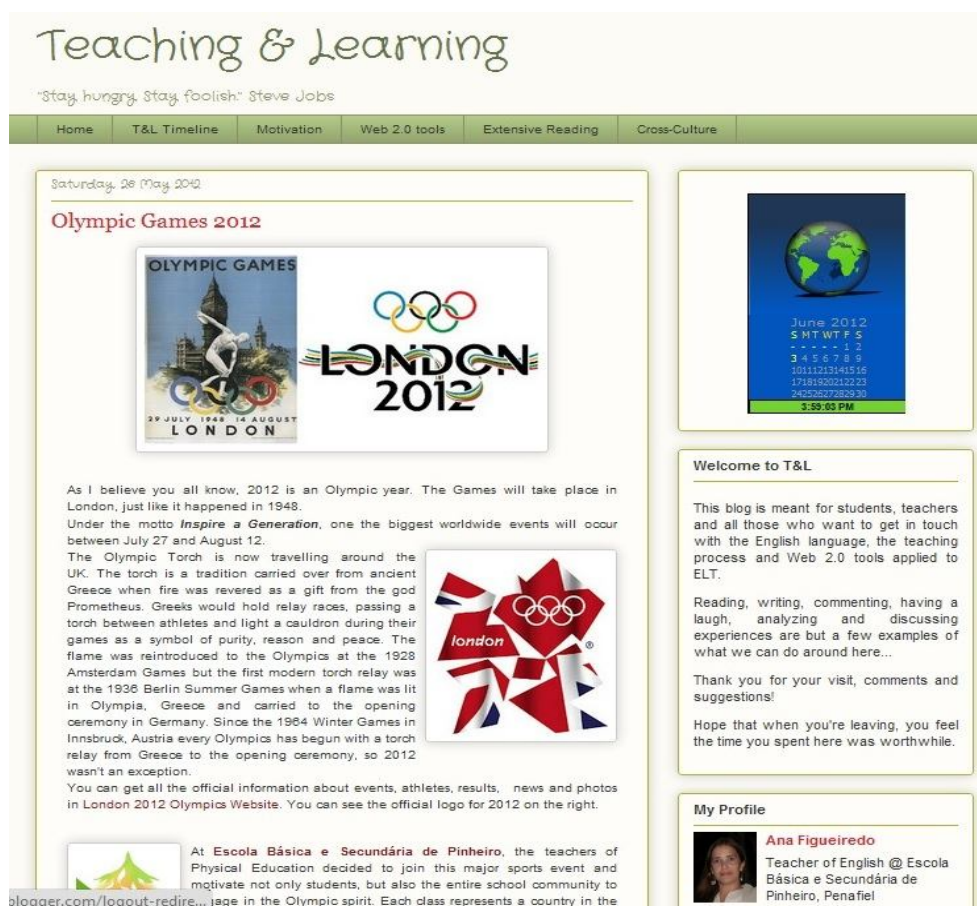 Teaching & Learning
"Stay hungry. Stay foolish." Steve Jobs
Home
T&L Timeline
Motivation
Web 2.0 tools
Extensive Reading
Cross-Culture
Saturday, 26 May 2012
Olympic Games 2012
OLYMPIC GAMES
29 JULY 1948 14 AUGUST
LONDON
LONDON
2012
As I believe you all know, 2012 is an Olympic year. The Games will take place in
London, just like it happened in 1948.
Under the motto Inspire a Generation, one the biggest worldwide events will occur
between July 27 and August 12.
The Olympic Torch is now travelling around the
UK. The torch is a tradition carried over from ancient
Greece when fire was revered as a gift from the god
Prometheus. Greeks would hold relay races, passing a
torch between athletes and light a cauldron during their
games as a symbol of purity, reason and peace. The
flame was reintroduced to the Olympics at the 1928
Amsterdam Games but the first modern torch relay was
at the 1936 Berlin Summer Games when a flame was lit
in Olympia, Greece and carried to the opening
ceremony in Germany. Since the 1964 Winter Games in
Innsbruck, Austria every Olympics has begun with a torch
relay from Greece to the opening ceremony, so 2012
wasn't an exception.
london
®
You can get all the official information about events, athletes, results, news and photos
in London 2012 Olympics Website. You can see the official logo for 2012 on the right.
At Escola Básica e Secundária de Pinheiro, the teachers of
Physical Education decided to join this major sports event and
motivate not only students, but also the entire school community to
in the Olympic spirit. Each class represents a country in the
blogger.com/logout-redire...
June 2012
S M T W T F S
- - - - - 1 2
3 4 5 6 7 8 9
10 11 12 13 14 15 16
17 18 19 20 21 22 23
24 25 26 27 28 29 30
3:59:03 PM
Welcome to T&L
This blog is meant for students, teachers
and all those who want to get in touch
with the English language, the teaching
process and Web 2.0 tools applied to
ELT.
Reading, writing, commenting, having a
laugh, analyzing and discussing
experiences are but a few examples of
what we can do around here...
Thank you for your visit, comments and
suggestions!
Hope that when you're leaving, you feel
the time you spent here was worthwhile.
My Profile
Ana Figueiredo
Teacher of English @ Escola
Básica e Secundária de
Pinheiro, Penafiel